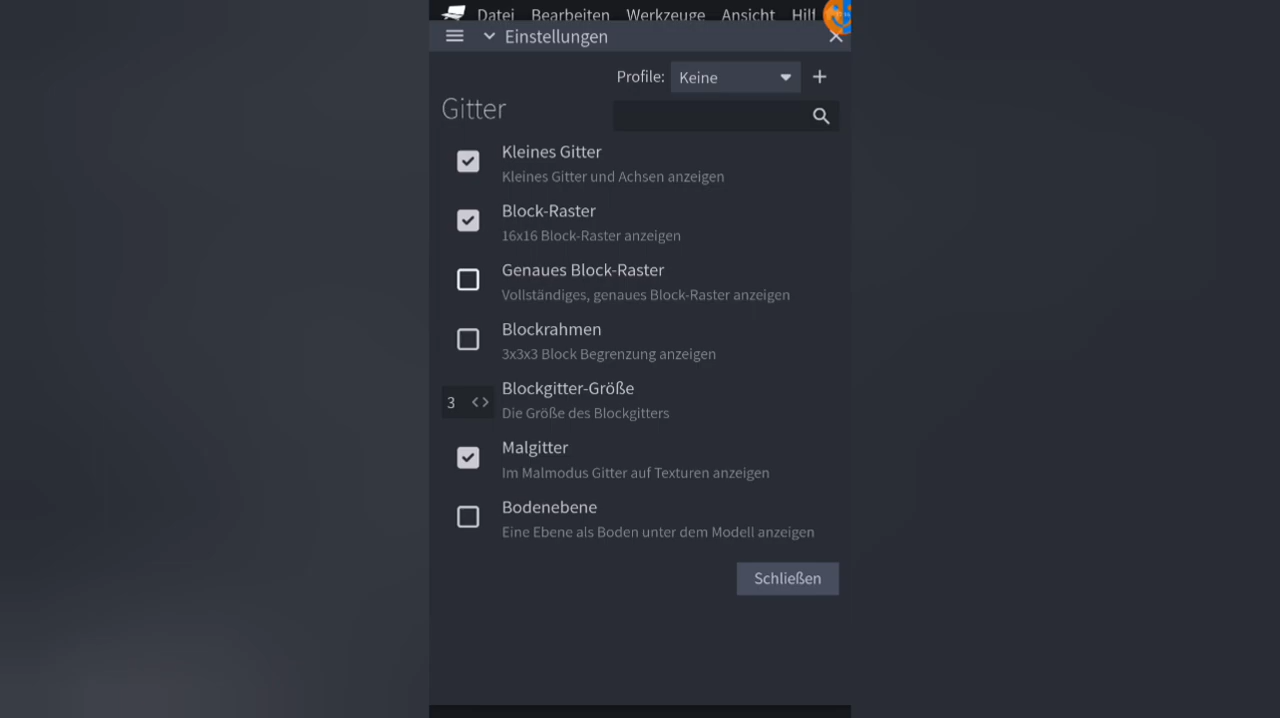 Datei Bearbeiten Werkzeuge Ansicht
Einstellungen
Profile: Keine
Gitter
Kleines Gitter
Kleines Gitter und Achsen anzeigen
Block-Raster
16x16 Block-Raster anzeigen
Genaues Block-Raster
Vollständiges, genaues Block-Raster anzeigen
Blockrahmen
3x3x3 Block Begrenzung anzeigen
Blockgitter-Größe
3
Die Größe des Blockgitters
Malgitter
Im Malmodus Gitter auf Texturen anzeigen
Bodenebene
Eine Ebene als Boden unter dem Modell anzeigen
Schließen